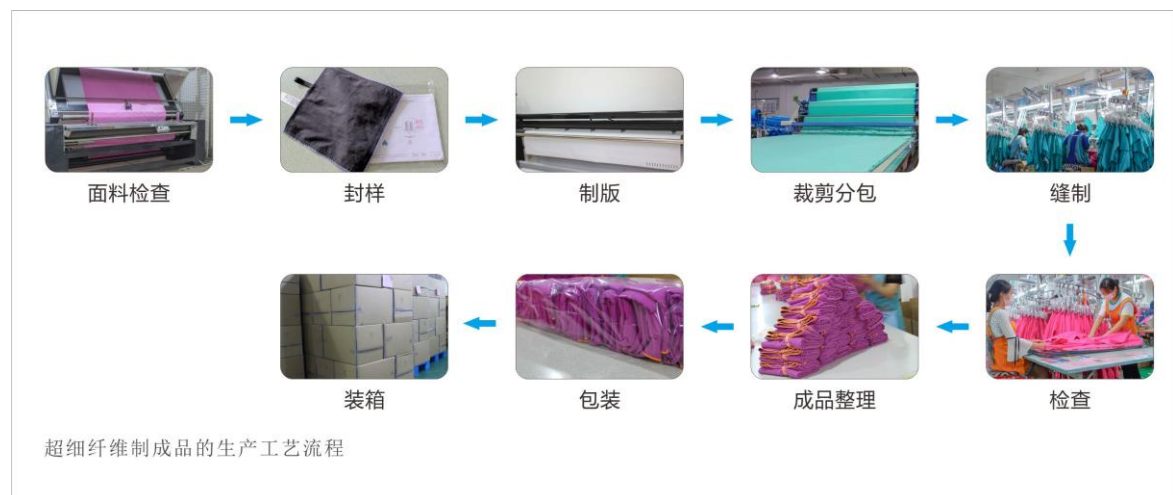 面料检查
封样
制版
裁剪分包
缝制
检查
成品整理
包装
装箱
超细纤维制成品的生产工艺流程